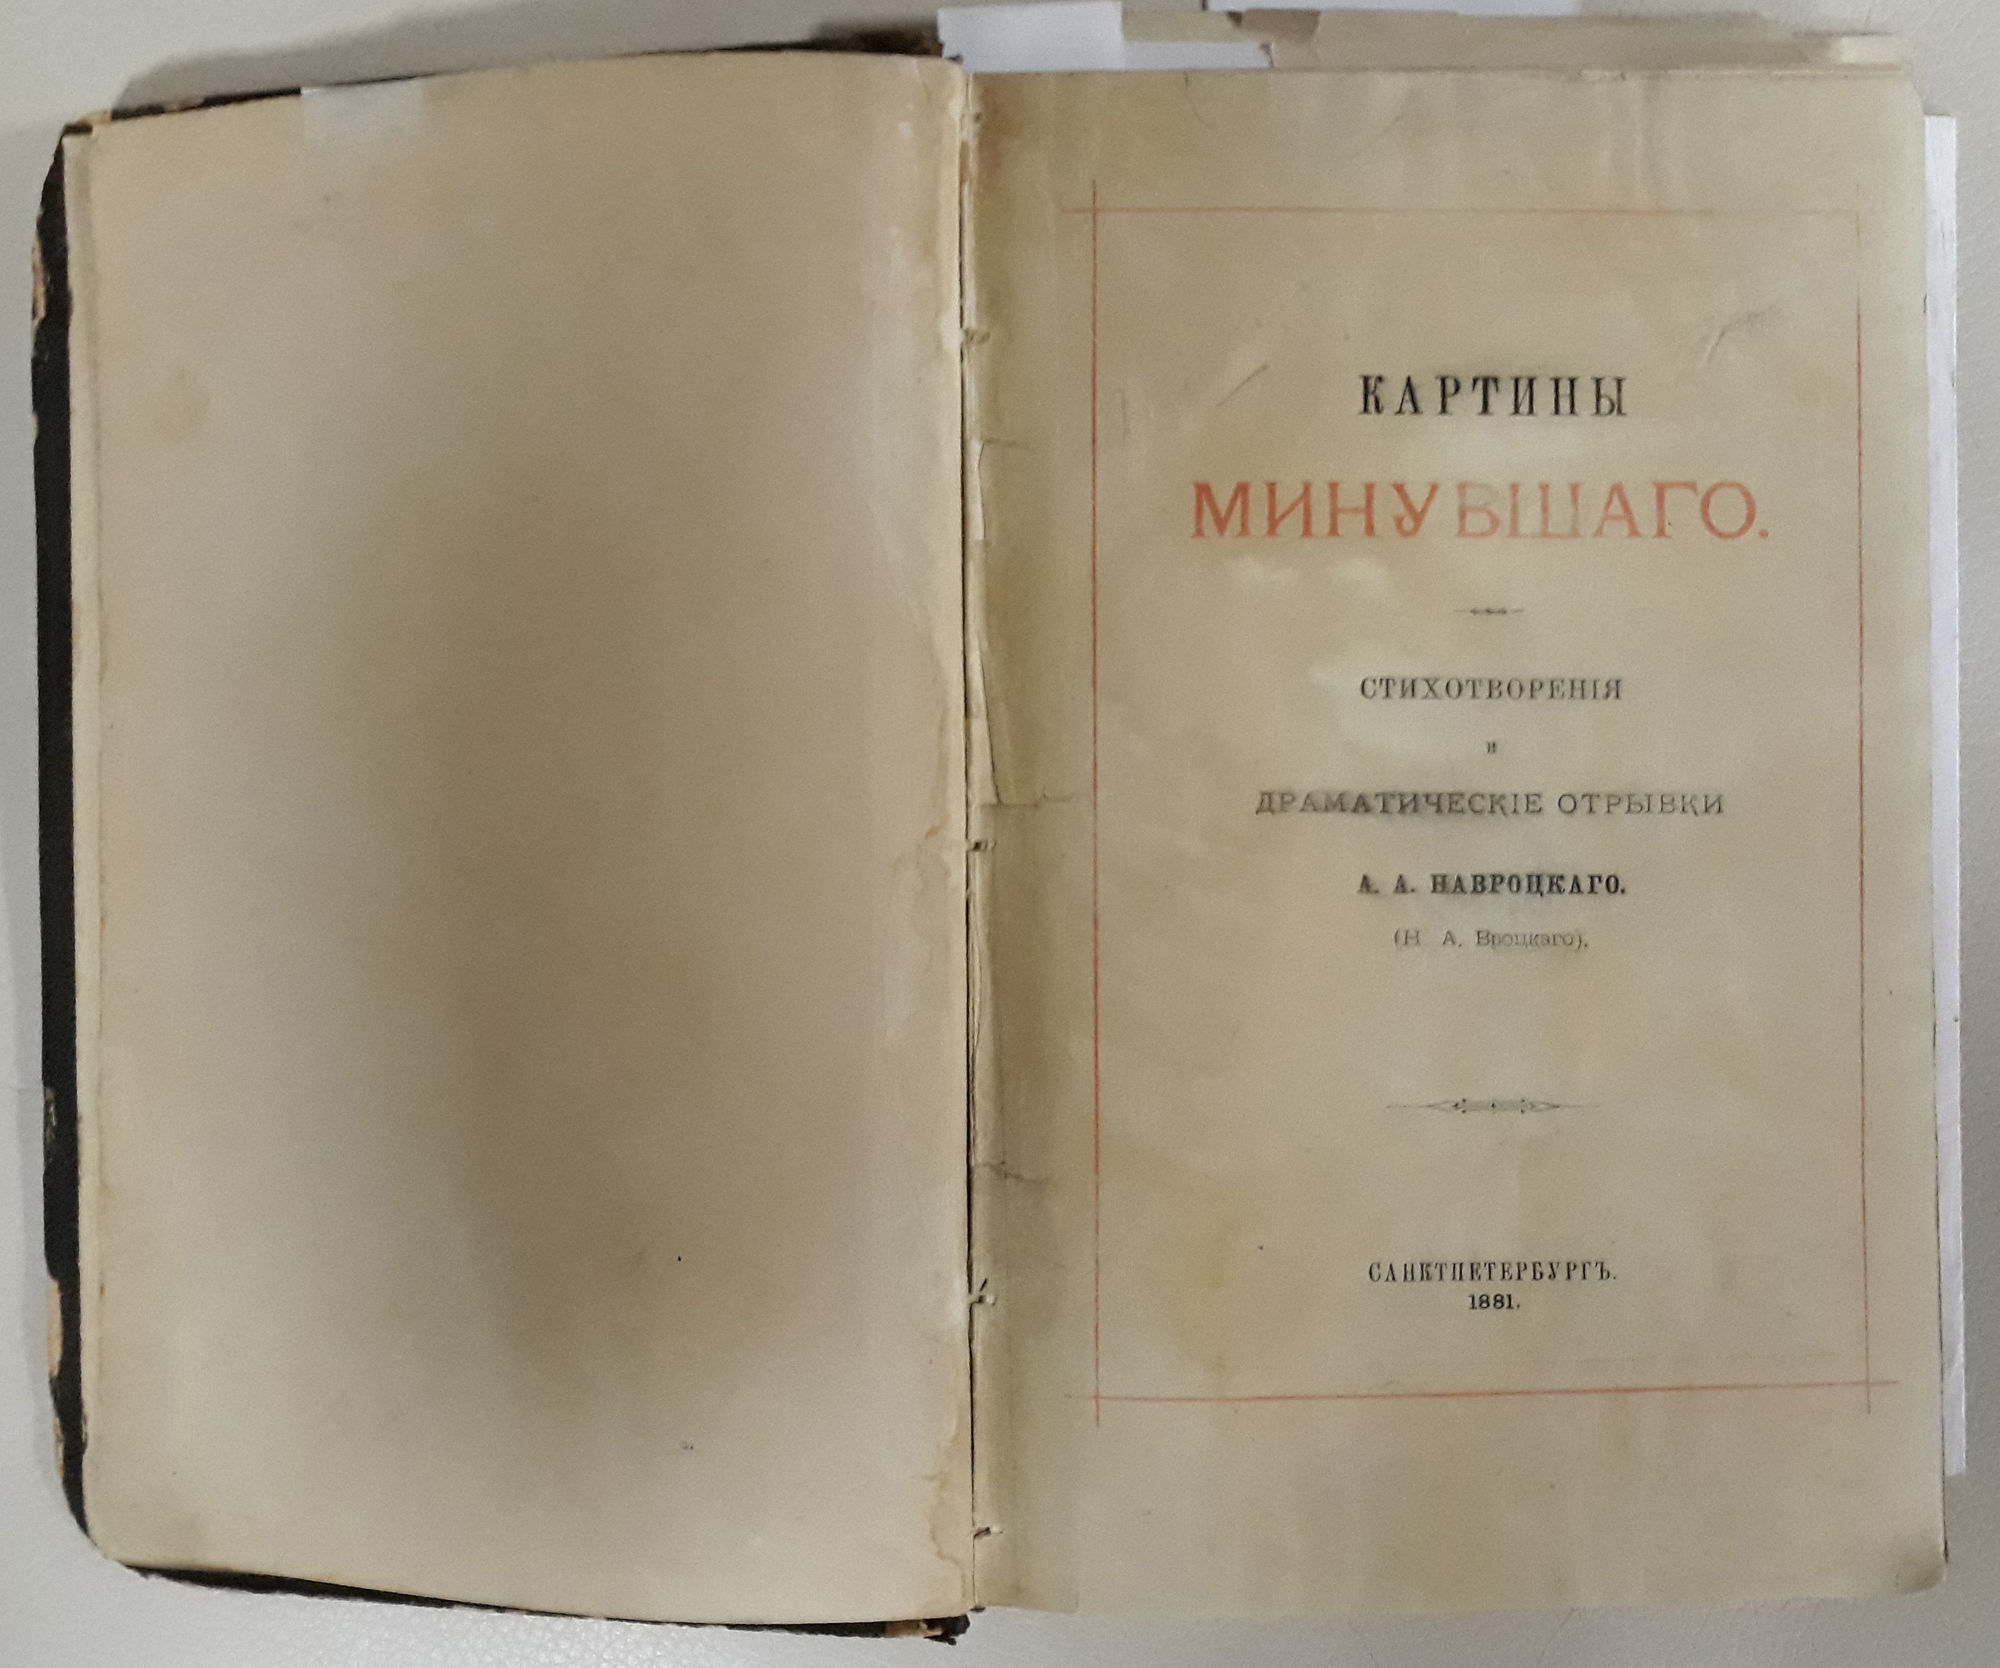 КАРТИНЫ
МИНУВШАГО.
СТИХОТВОРЕНІЯ
И
ДРАМАТИЧЕСКІЕ ОТРЫВКИ
А. А. НАВРОЦКАГО.
(Н. А. Вроцкаго).
САНКТПЕТЕРБУРГЪ.
1881.